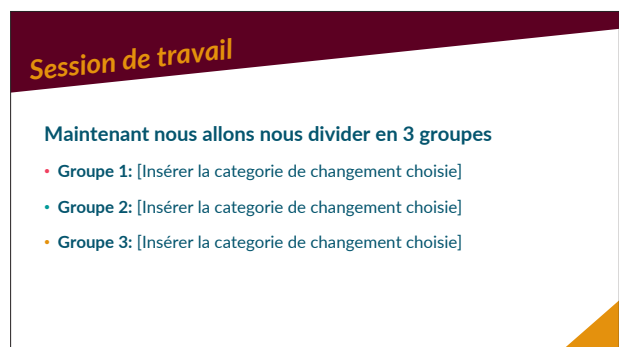 Session de travail
Maintenant nous allons nous divider en 3 groupes
• Groupe 1: [Insérer la categorie de changement choisie]
• Groupe 2: [Insérer la categorie de changement choisie]
• Groupe 3: [Insérer la categorie de changement choisie]